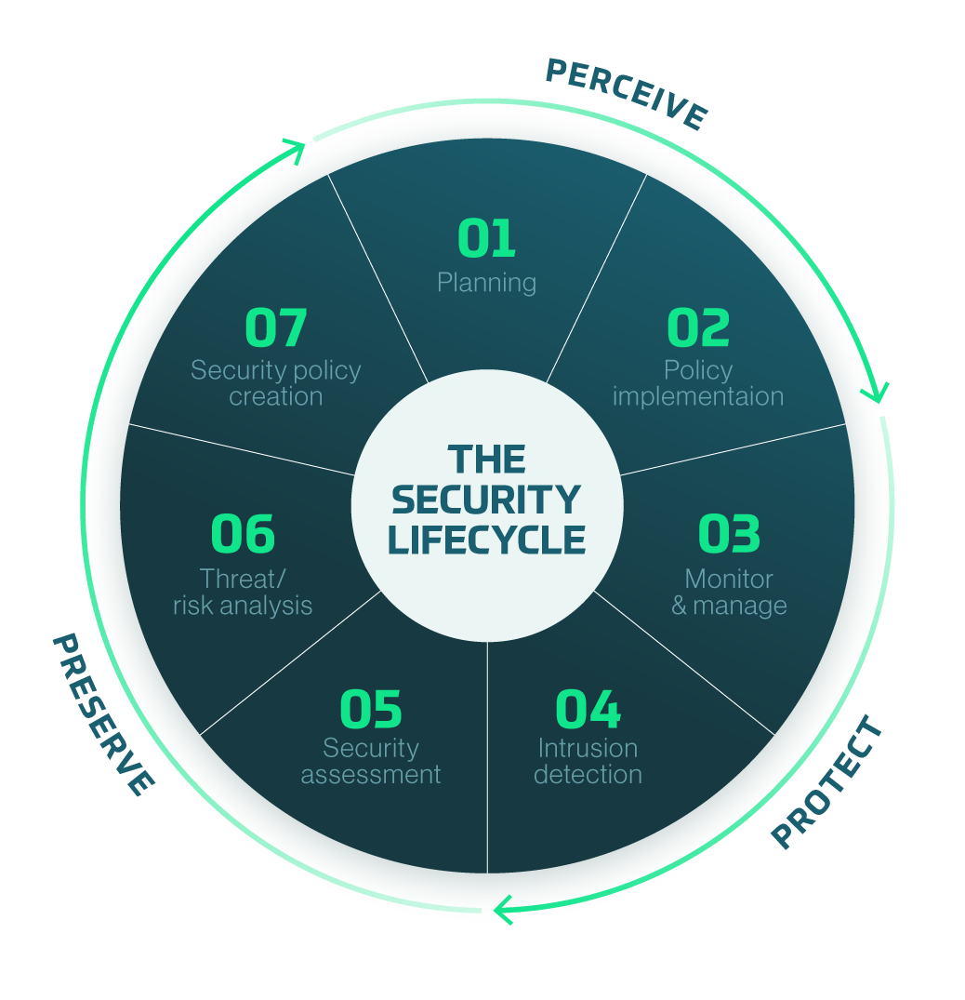 PERCEIVE
01
Planning
02
Policy
implementaion
03
Monitor
& manage
PROTECT
04
Intrusion
detection
05
Security
assessment
PRESERVE
06
Threat/
risk analysis
07
Security policy
creation
THE
SECURITY
LIFECYCLE